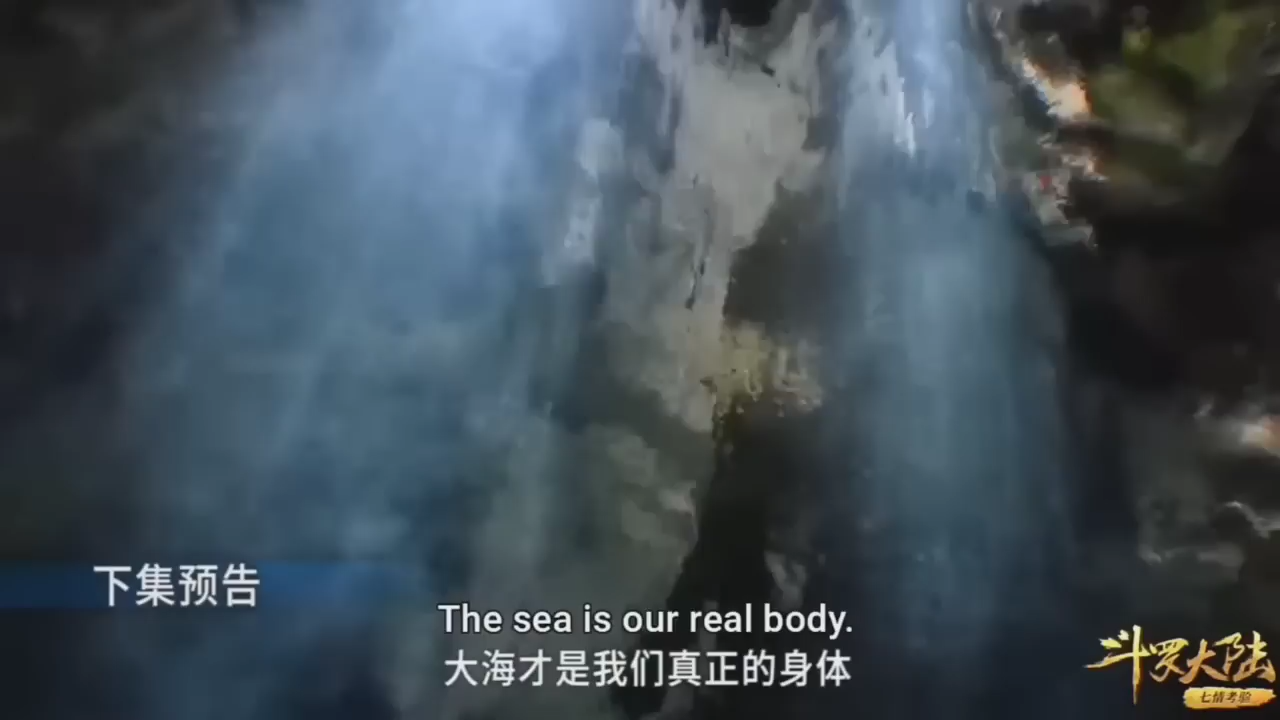 下集预告
The sea is our real body.
大海才是我们真正的身体
斗罗大陆
七情考验